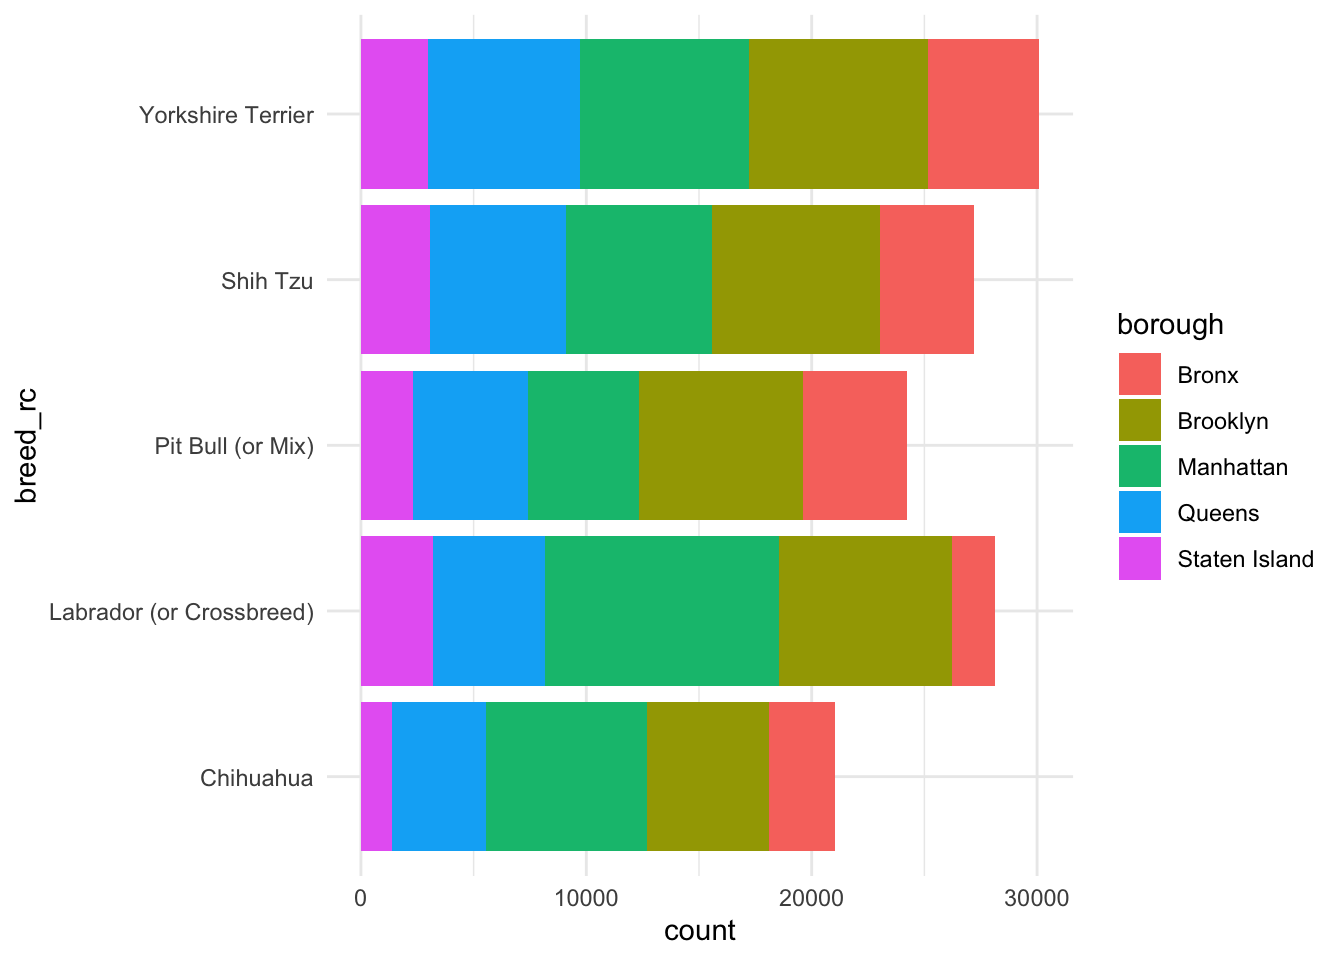 Yorkshire Terrier
Shih Tzu
Pit Bull (or Mix)
Labrador (or Crossbreed)
Chihuahua
breed_rc
0
10000
20000
30000
count
borough
Bronx
Brooklyn
Manhattan
Queens
Staten Island